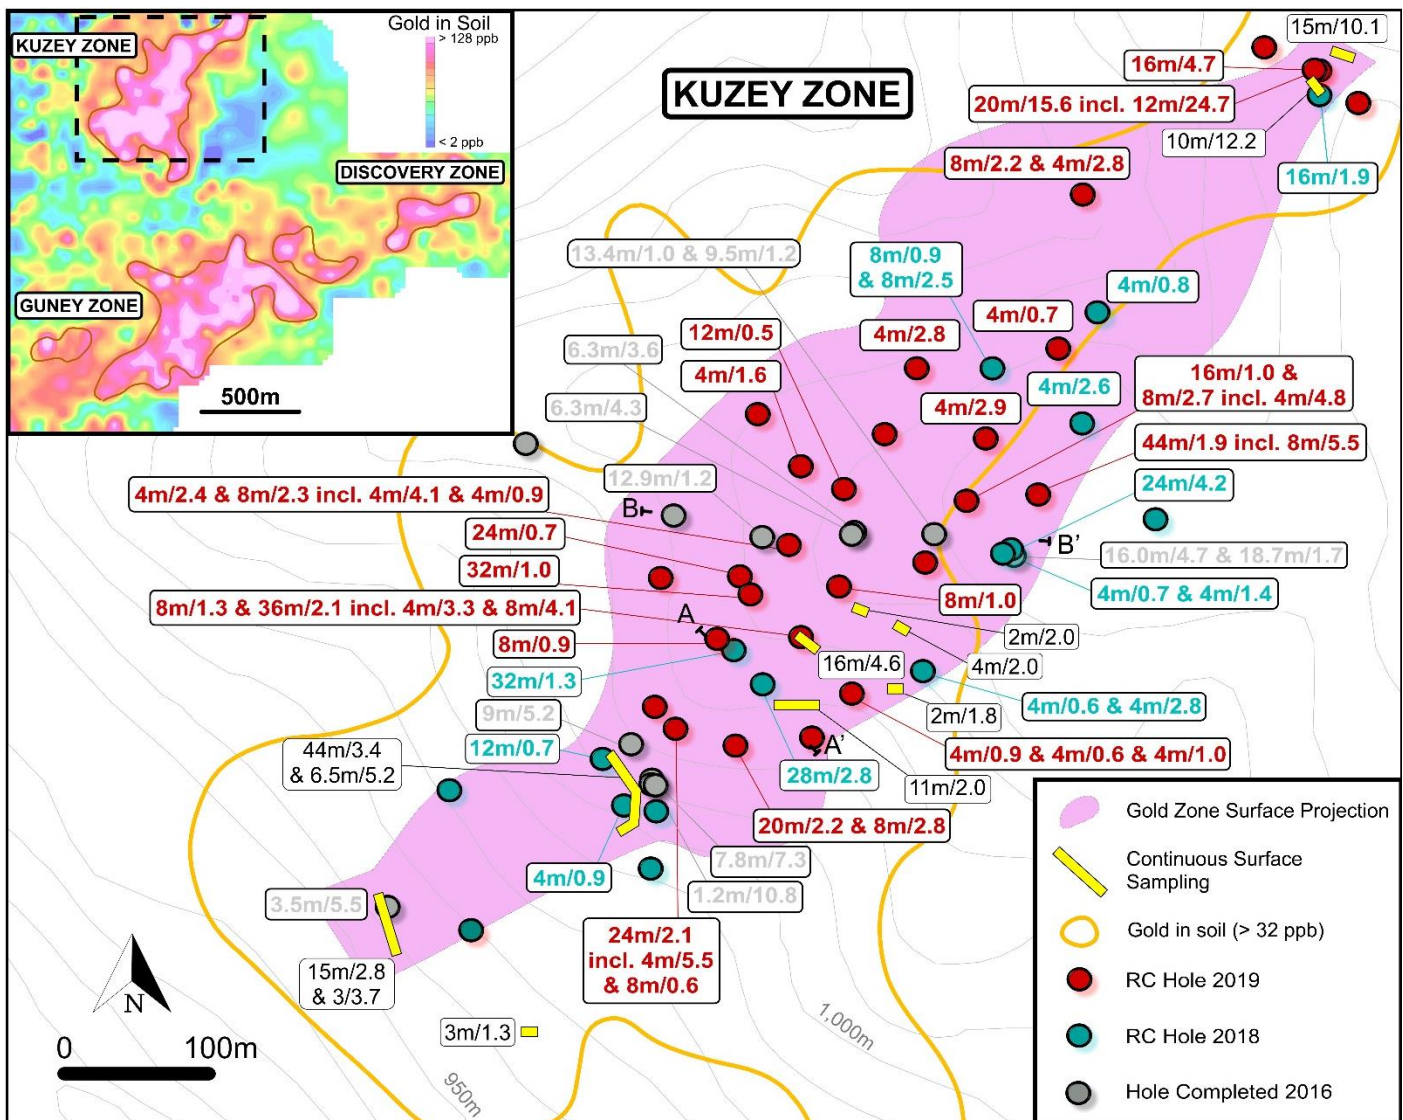 Gold in Soil
> 128 ppb
< 2 ppb
KUZEY ZONE
DISCOVERY ZONE
GUNEY ZONE
500m
KUZEY ZONE
15m/10.1
16m/4.7
20m/15.6 incl. 12m/24.7
10m/12.2
8m/2.2 & 4m/2.8
16m/1.9
13.4m/1.0 & 9.5m/1.2
8m/0.9
& 8m/2.5
4m/0.8
12m/0.5
4m/2.8
4m/0.7
6.3m/3.6
4m/1.6
4m/2.6
16m/1.0 &
8m/2.7 incl. 4m/4.8
6.3m/4.3
4m/2.9
44m/1.9 incl. 8m/5.5
12.9m/1.2
4m/2.4 & 8m/2.3 incl. 4m/4.1 & 4m/0.9
24m/4.2
B
24m/0.7
B'
16.0m/4.7 & 18.7m/1.7
32m/1.0
4m/0.7 & 4m/1.4
8m/1.3 & 36m/2.1 incl. 4m/3.3 & 8m/4.1
8m/1.0
A
2m/2.0
8m/0.9
16m/4.6
4m/2.0
32m/1.3
4m/0.6 & 4m/2.8
9m/5.2
2m/1.8
12m/0.7
A'
4m/0.9 & 4m/0.6 & 4m/1.0
44m/3.4
& 6.5m/5.2
28m/2.8
11m/2.0
20m/2.2 & 8m/2.8
7.8m/7.3
4m/0.9
1.2m/10.8
3.5m/5.5
24m/2.1
incl. 4m/5.5
& 8m/0.6
15m/2.8
& 3/3.7
3m/1.3
1,000m
950m
N
0 100m
Gold Zone Surface Projection
Continuous Surface
Sampling
Gold in soil (> 32 ppb)
RC Hole 2019
RC Hole 2018
Hole Completed 2016